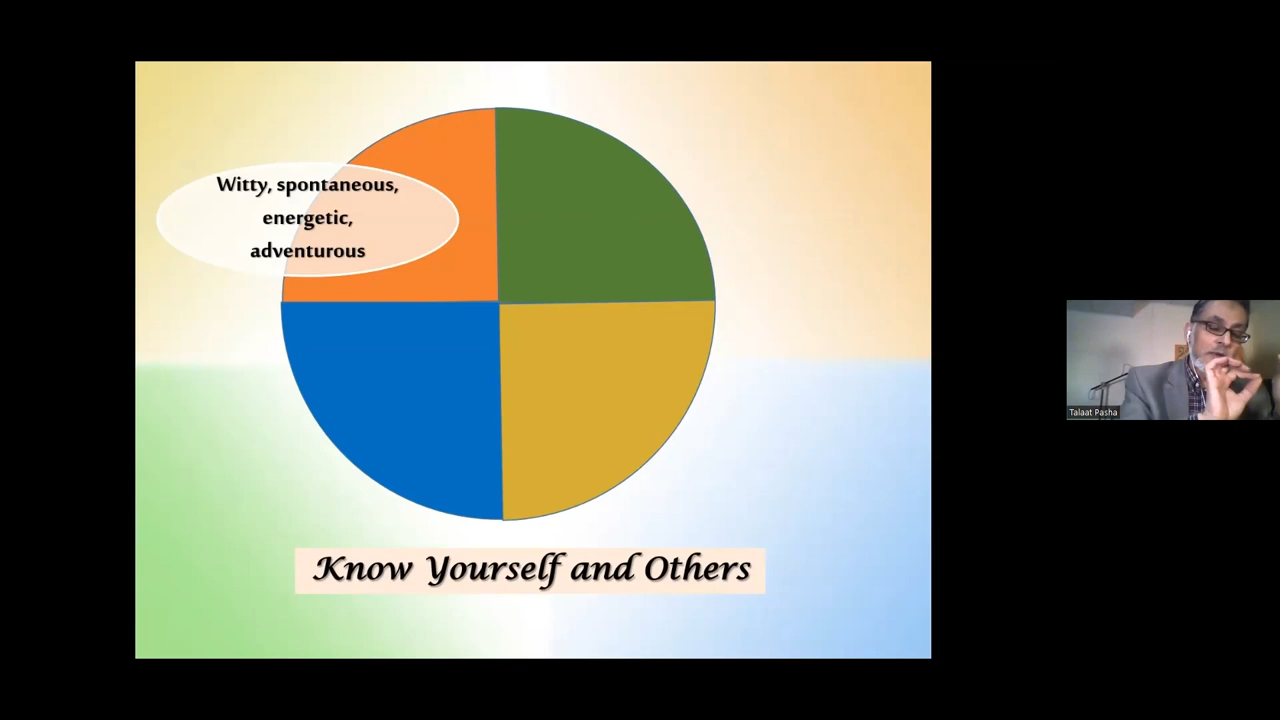 Witty, spontaneous,
energetic,
adventurous
Know Yourself and Others
Talaat Pasha